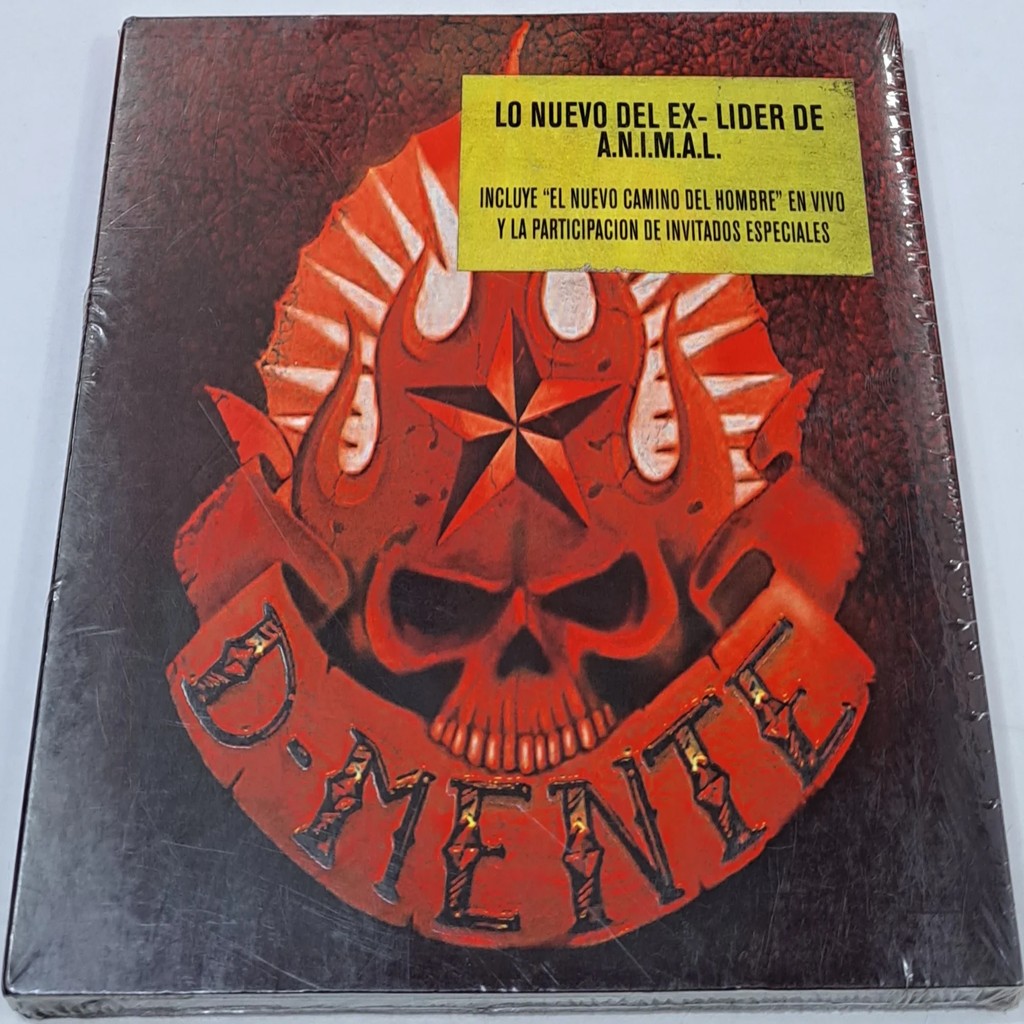 LO NUEVO DEL EX- LIDER DE
A.N.I.M.A.L.
INCLUYE "EL NUEVO CAMINO DEL HOMBRE" EN VIVO
Y LA PARTICIPACION DE INVITADOS ESPECIALES
D-MENTE